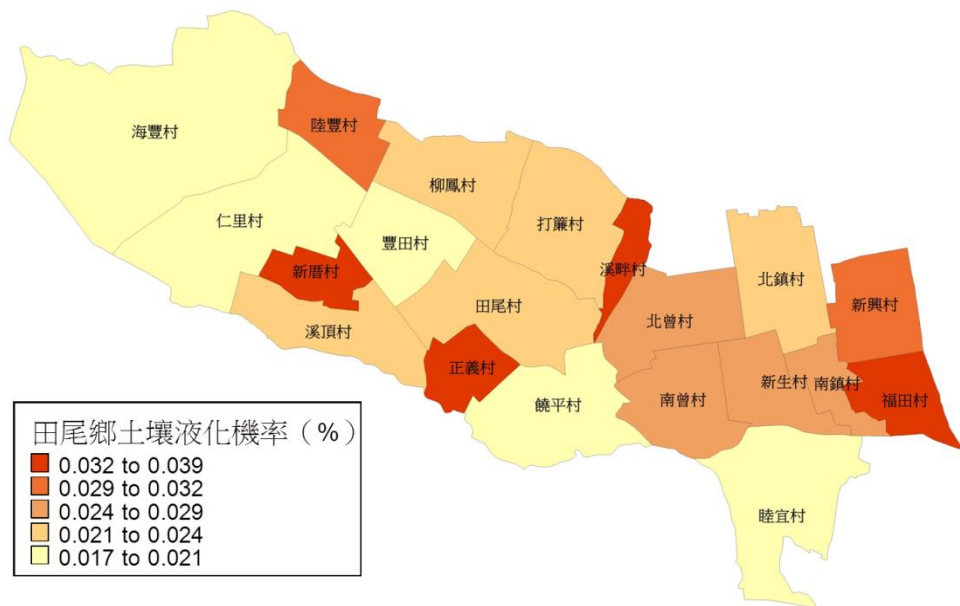 海豐村
陸豐村
柳鳳村
仁里村
打簾村
豐田村
新厝村
溪畔村
北鎮村
田尾村
新興村
北曾村
溪頂村
正義村
新生村
南鎮村
饒平村
南曾村
福田村
睦宜村
田尾鄉土壤液化機率（%）
0.032 to 0.039
0.029 to 0.032
0.024 to 0.029
0.021 to 0.024
0.017 to 0.021